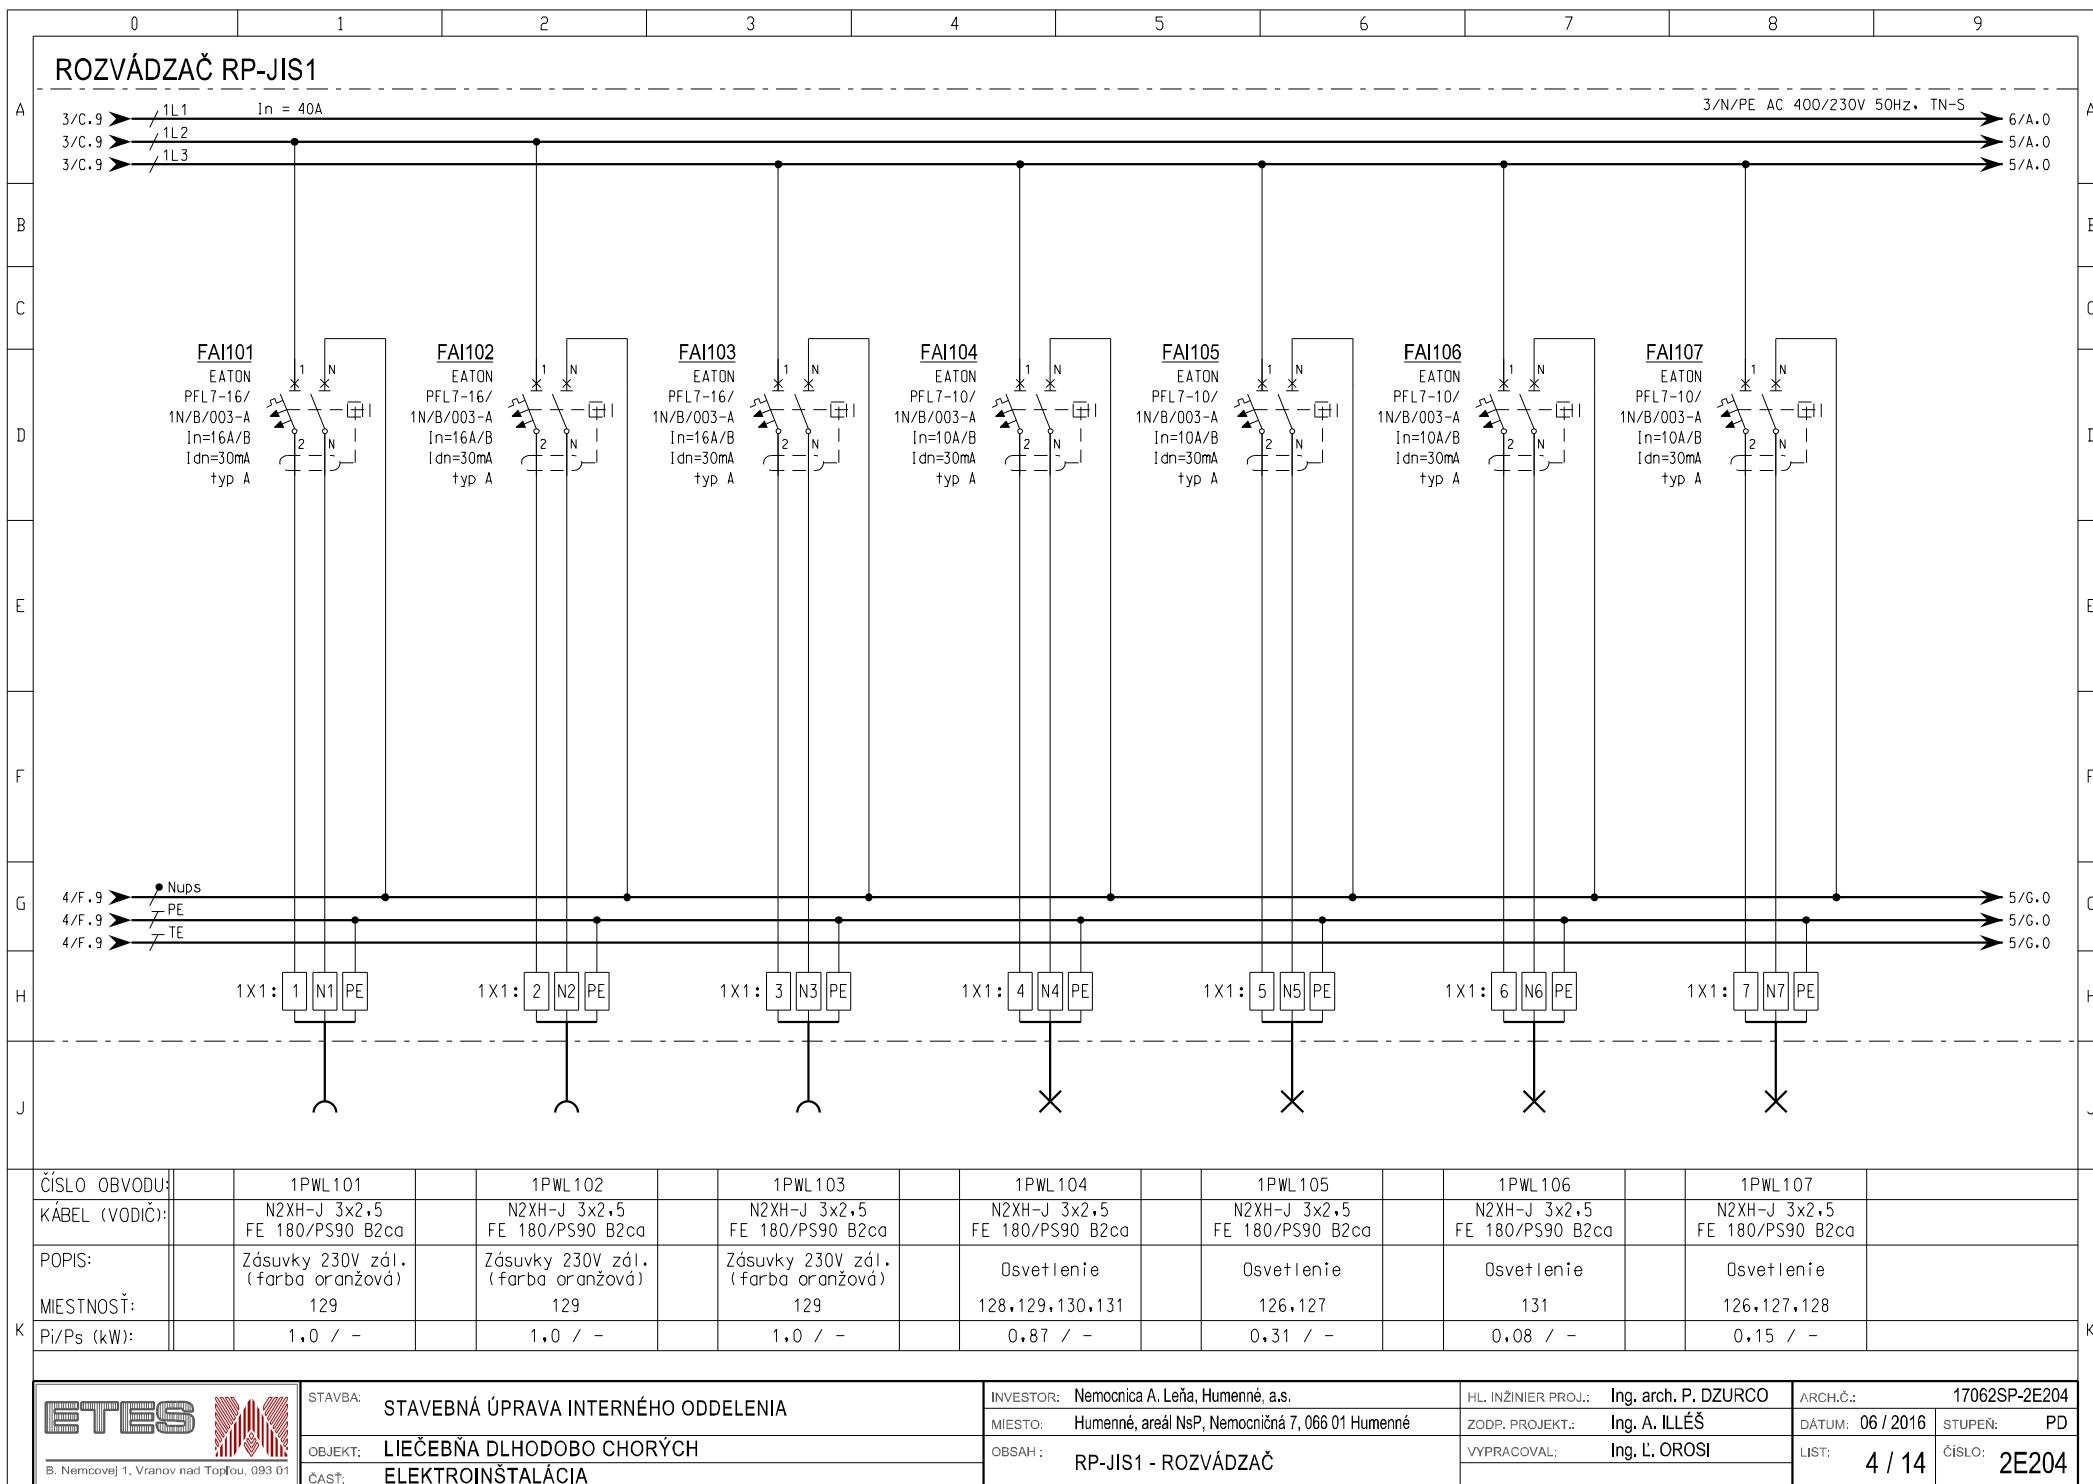 0 1 2 3 4 5 6 7 8 9
ROZVÁDZAČ RP-JIS1
A
3/C.9 1L1 In = 40A 3/N/PE AC 400/230V 50Hz, TN-S 6/A.0
3/C.9 1L2 5/A.0
3/C.9 1L3 5/A.0
B
C
D
FAI101
EATON
PFL7-16/
1N/B/003-A
In=16A/B
Idn=30mA
typ A
1 N
2 N
FAI102
EATON
PFL7-16/
1N/B/003-A
In=16A/B
Idn=30mA
typ A
1 N
2 N
FAI103
EATON
PFL7-16/
1N/B/003-A
In=16A/B
Idn=30mA
typ A
1 N
2 N
FAI104
EATON
PFL7-10/
1N/B/003-A
In=10A/B
Idn=30mA
typ A
1 N
2 N
FAI105
EATON
PFL7-10/
1N/B/003-A
In=10A/B
Idn=30mA
typ A
1 N
2 N
FAI106
EATON
PFL7-10/
1N/B/003-A
In=10A/B
Idn=30mA
typ A
1 N
2 N
FAI107
EATON
PFL7-10/
1N/B/003-A
In=10A/B
Idn=30mA
typ A
1 N
2 N
E
F
G
4/F.9 Nups 5/G.0
4/F.9 PE 5/G.0
4/F.9 TE 5/G.0
H
1X1: 1 N1 PE 1X1: 2 N2 PE 1X1: 3 N3 PE 1X1: 4 N4 PE 1X1: 5 N5 PE 1X1: 6 N6 PE 1X1: 7 N7 PE
J
ČÍSLO OBVODU: 1PWL101 1PWL102 1PWL103 1PWL104 1PWL105 1PWL106 1PWL107
KÁBEL (VODIČ): N2XH-J 3x2,5 N2XH-J 3x2,5 N2XH-J 3x2,5 N2XH-J 3x2,5 N2XH-J 3x2,5 N2XH-J 3x2,5 N2XH-J 3x2,5
FE 180/PS90 B2ca FE 180/PS90 B2ca FE 180/PS90 B2ca FE 180/PS90 B2ca FE 180/PS90 B2ca FE 180/PS90 B2ca FE 180/PS90 B2ca
POPIS: Zásuvky 230V zál. (farba oranžová) Zásuvky 230V zál. (farba oranžová) Zásuvky 230V zál. (farba oranžová) Osvetlenie Osvetlenie Osvetlenie Osvetlenie
MIESTNOSŤ: 129 129 129 128,129,130,131 126,127 131 126,127,128
K
Pi/Ps (kW): 1,0 / - 1,0 / - 1,0 / - 0,87 / - 0,31 / - 0,08 / - 0,15 / -
ETES
B. Nemcovej 1, Vranov nad Topľou, 093 01
STAVBA: STAVEBNÁ ÚPRAVA INTERNÉHO ODDELENIA
OBJEKT: LIEČEBŇA DLHODOBO CHORÝCH
ČASŤ: ELEKTROINŠTALÁCIA
INVESTOR: Nemocnica A. Leňa, Humenné, a.s.
MIESTO: Humenné, areál NsP, Nemocničná 7, 066 01 Humenné
OBSAH : RP-JIS1 - ROZVÁDZAČ
HL. INŽINIER PROJ.: Ing. arch. P. DZURCO
ZODP. PROJEKT.: Ing. A. ILLÉŠ
VYPRACOVAL: Ing. Ľ. OROSI
ARCH.Č.: 17062SP-2E204
DÁTUM: 06 / 2016 STUPEŇ: PD
LIST: 4 / 14 ČÍSLO: 2E204